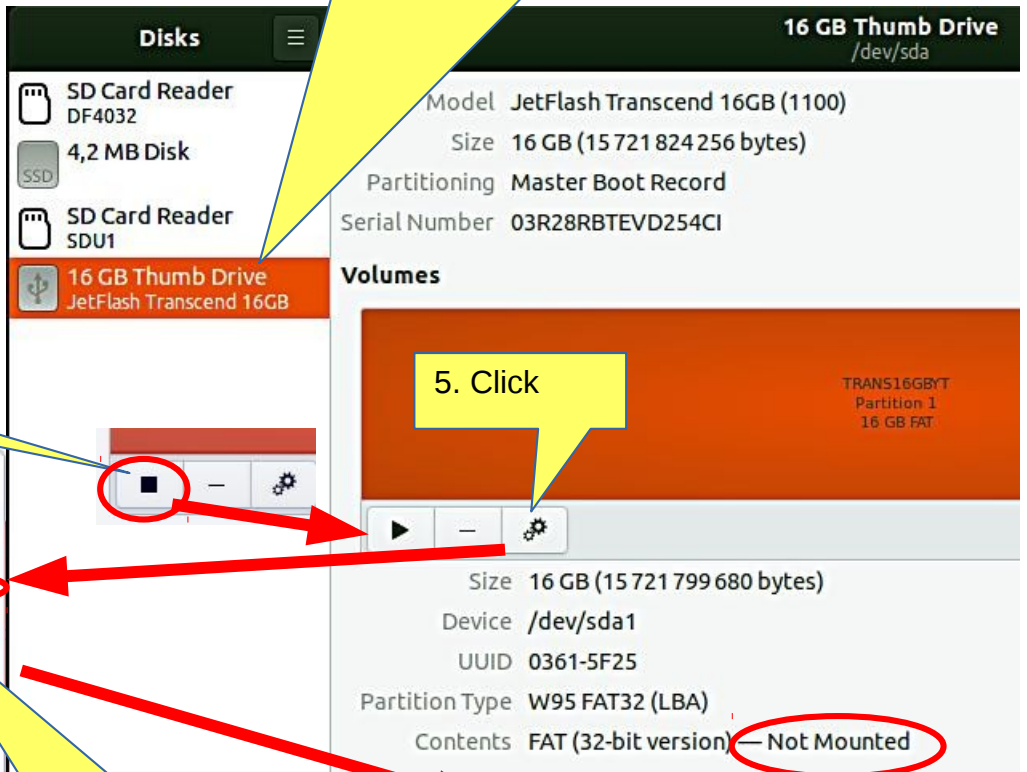 Disks
16 GB Thumb Drive
/dev/sda
SD Card Reader
DF4032
4,2 MB Disk
SSD
SD Card Reader
SDU1
16 GB Thumb Drive
JetFlash Transcend 16GB
Model JetFlash Transcend 16GB (1100)
Size 16 GB (15 721 824 256 bytes)
Partitioning Master Boot Record
Serial Number 03R28RBTEVD254CI
Volumes
5. Click
TRANS16GBYT
Partition 1
16 GB FAT
Size 16 GB (15 721 799 680 bytes)
Device /dev/sda1
UUID 0361-5F25
Partition Type W95 FAT32 (LBA)
Contents FAT (32-bit version) — Not Mounted